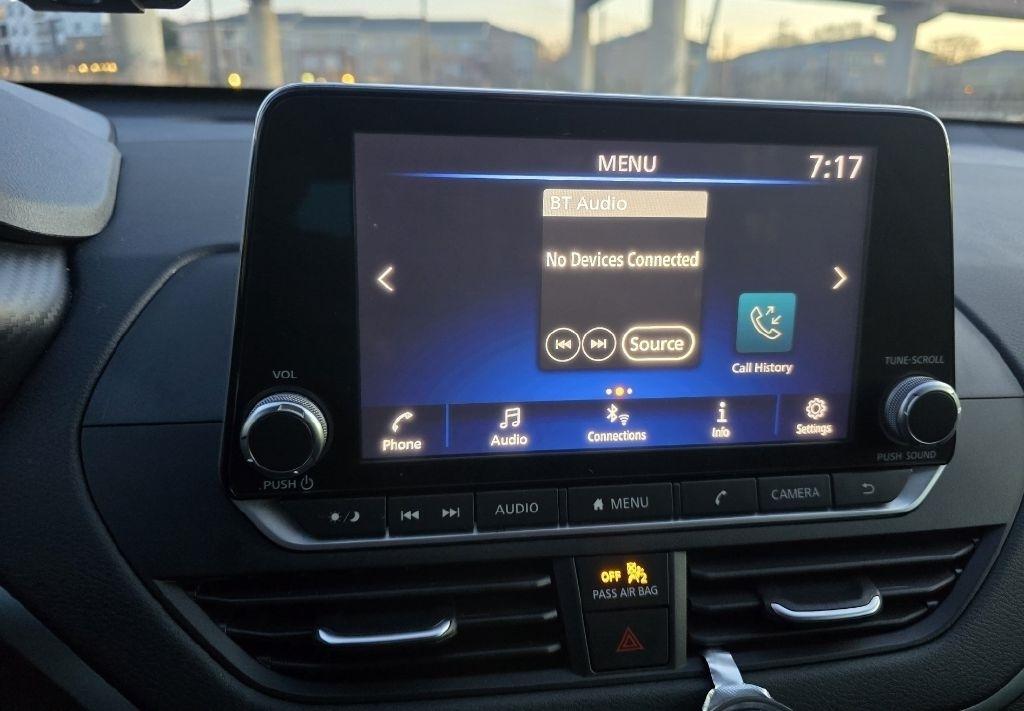 MENU
7:17
BT Audio
No Devices Connected
Source
Call History
Phone
Audio
Connections
Info
Settings
VOL
PUSH
TUNE·SCROLL
PUSH SOUND
AUDIO
MENU
CAMERA
OFF
2
PASS AIR BAG